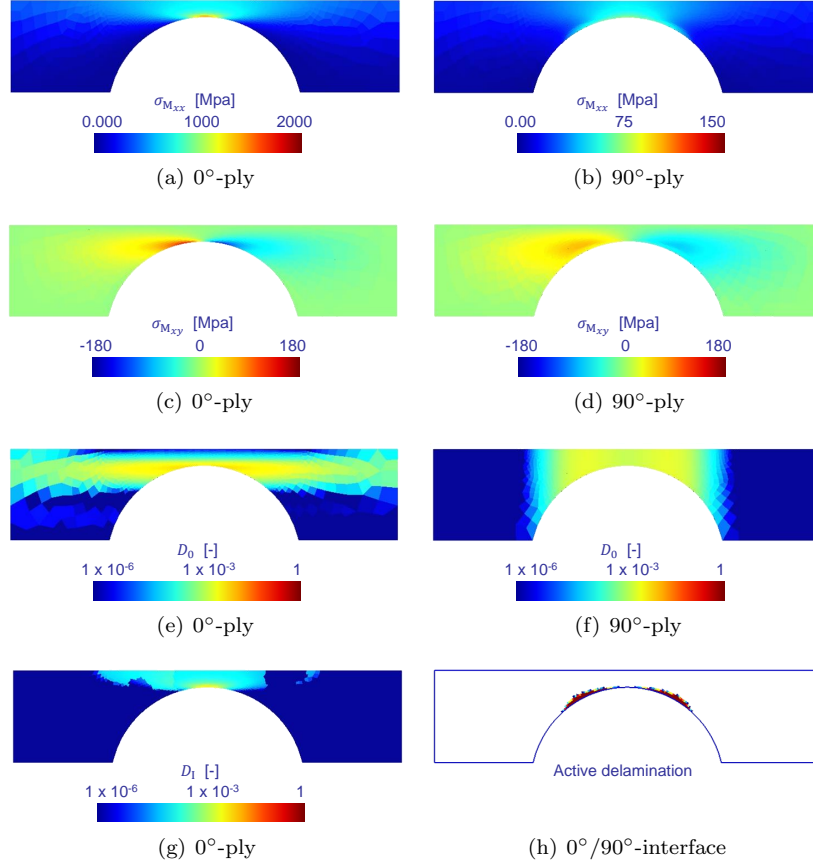 σMxx [Mpa]
0.000 1000 2000
(a) 0°-ply
σMxx [Mpa]
0.00 75 150
(b) 90°-ply
σMxy [Mpa]
-180 0 180
(c) 0°-ply
σMxy [Mpa]
-180 0 180
(d) 90°-ply
D0 [-]
1 x 10-6 1 x 10-3 1
(e) 0°-ply
D0 [-]
1 x 10-6 1 x 10-3 1
(f) 90°-ply
DI [-]
1 x 10-6 1 x 10-3 1
(g) 0°-ply
Active delamination
(h) 0°/90°-interface